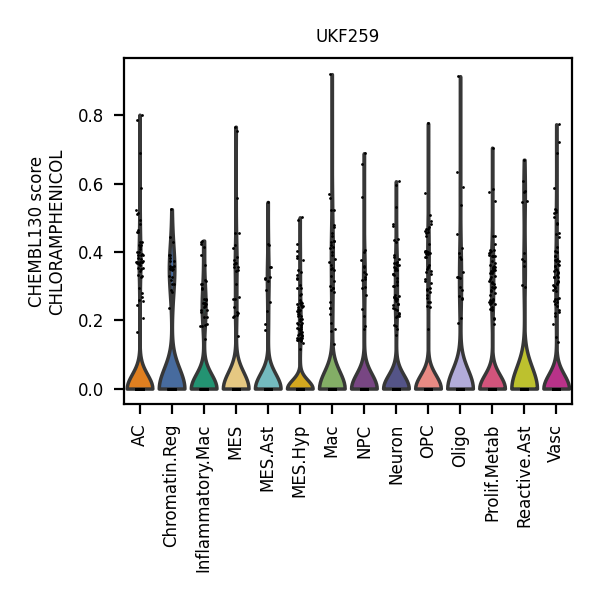 UKF259
CHEMBL130 score
CHLORAMPHENICOL
0.8
0.6
0.4
0.2
0.0
AC
Chromatin.Reg
Inflammatory.Mac
MES
MES.Ast
MES.Hyp
Mac
NPC
Neuron
OPC
Oligo
Prolif.Metab
Reactive.Ast
Vasc